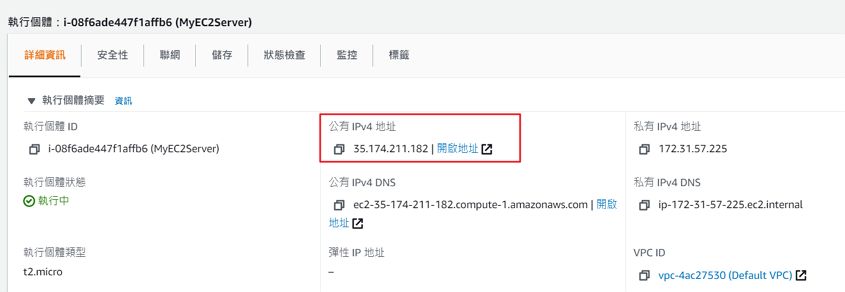 執行個體：i-08f6ade447f1affb6 (MyEC2Server)
詳細資訊 安全性 聯網 儲存 狀態檢查 監控 標籤
▼ 執行個體摘要 資訊
執行個體 ID
i-08f6ade447f1affb6 (MyEC2Server)
公有 IPv4 地址
35.174.211.182 | 開啟地址
私有 IPv4 地址
172.31.57.225
執行個體狀態
執行中
公有 IPv4 DNS
ec2-35-174-211-182.compute-1.amazonaws.com | 開啟
地址
私有 IPv4 DNS
ip-172-31-57-225.ec2.internal
執行個體類型
t2.micro
彈性 IP 地址
–
VPC ID
vpc-4ac27530 (Default VPC)